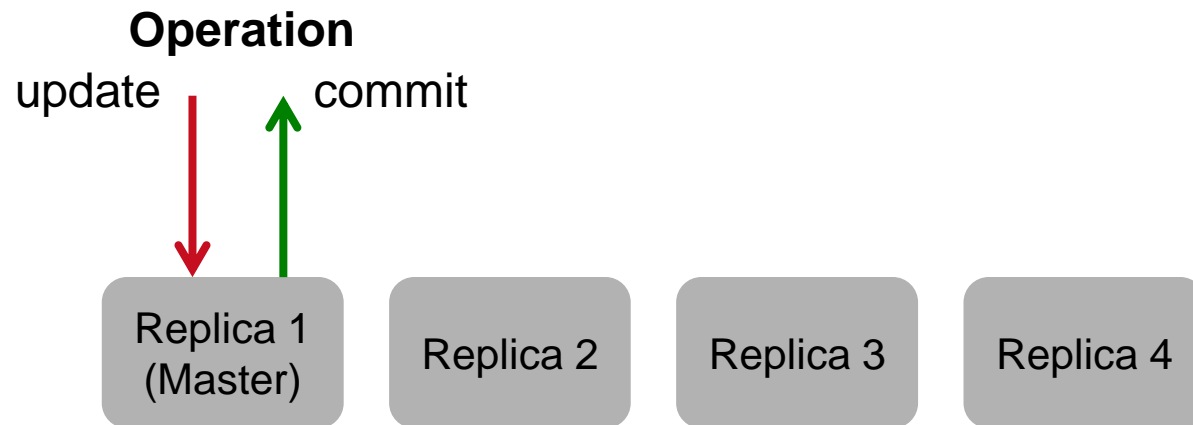 Operation
update commit
Replica 1
(Master)
Replica 2
Replica 3
Replica 4